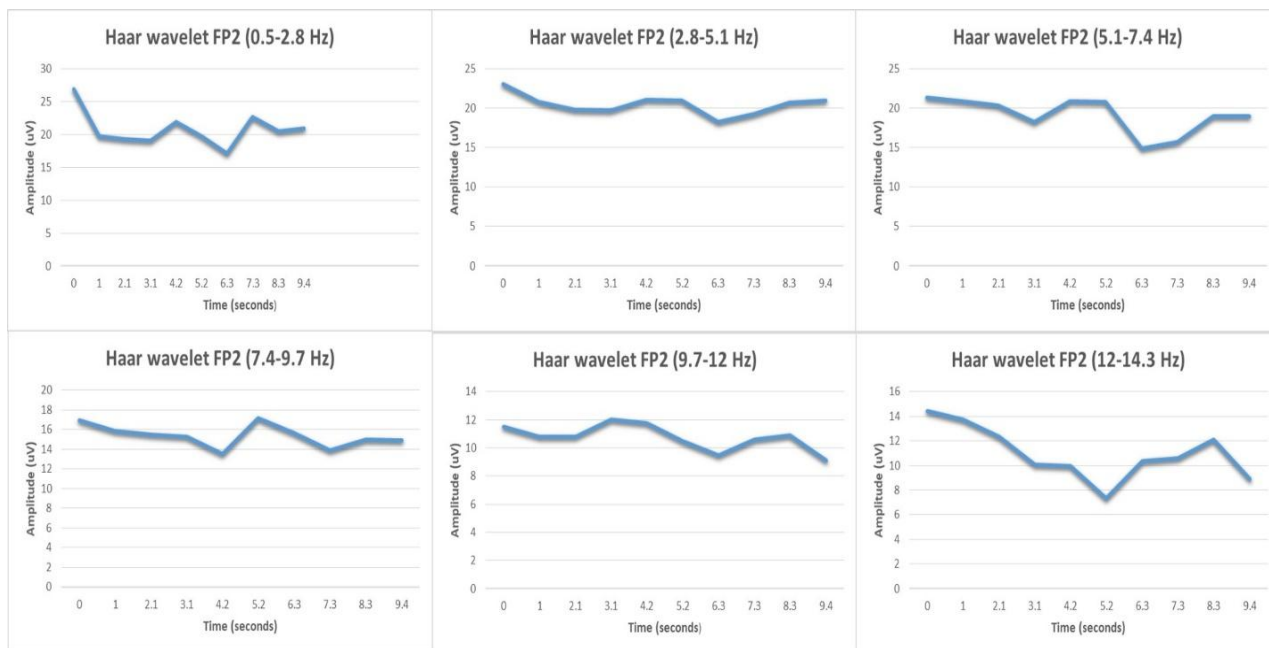 Haar wavelet FP2 (0.5-2.8 Hz)
30
25
20
15
10
5
0
Amplitude (uV)
0 1 2.1 3.1 4.2 5.2 6.3 7.3 8.3 9.4
Time (seconds)
Haar wavelet FP2 (2.8-5.1 Hz)
25
20
15
10
5
0
Amplitude (uV)
0 1 2.1 3.1 4.2 5.2 6.3 7.3 8.3 9.4
Time (seconds)
Haar wavelet FP2 (5.1-7.4 Hz)
25
20
15
10
5
0
Amplitude (uV)
0 1 2.1 3.1 4.2 5.2 6.3 7.3 8.3 9.4
Time (seconds)
Haar wavelet FP2 (7.4-9.7 Hz)
20
18
16
14
12
10
8
6
4
2
0
Amplitude (uV)
0 1 2.1 3.1 4.2 5.2 6.3 7.3 8.3 9.4
Time (seconds)
Haar wavelet FP2 (9.7-12 Hz)
14
12
10
8
6
4
2
0
Amplitude (uV)
0 1 2.1 3.1 4.2 5.2 6.3 7.3 8.3 9.4
Time (seconds)
Haar wavelet FP2 (12-14.3 Hz)
16
14
12
10
8
6
4
2
0
Amplitude (uV)
0 1 2.1 3.1 4.2 5.2 6.3 7.3 8.3 9.4
Time (seconds)